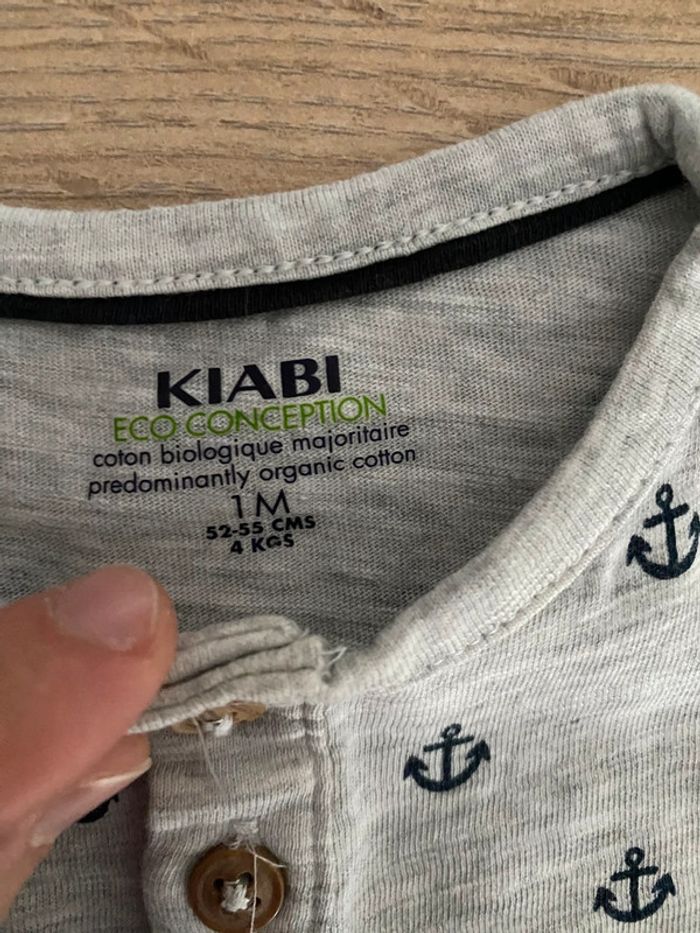 KIABI
ECO CONCEPTION
coton biologique majoritaire
predominantly organic cotton
1M
52-55 CMS
4 KGS